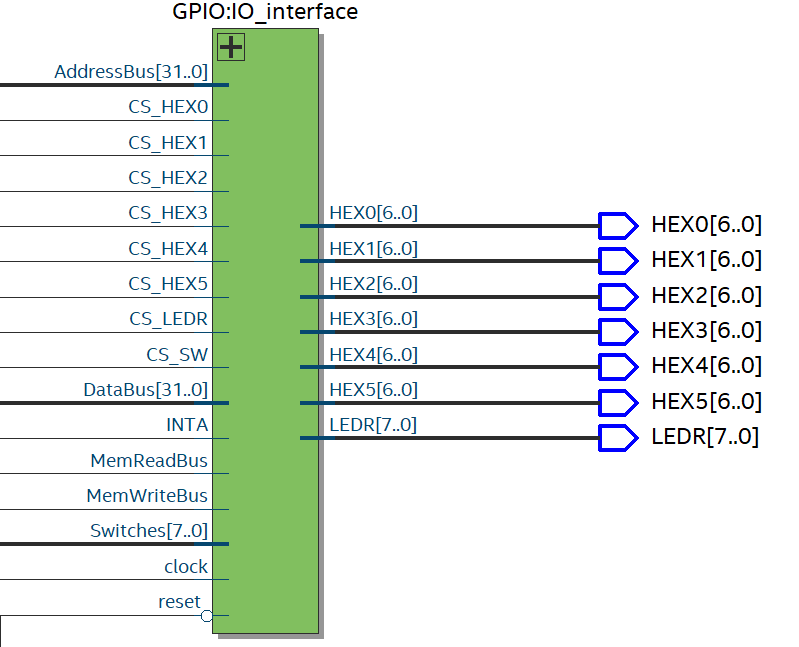 GPIO:IO_interface
AddressBus[31..0]
CS_HEX0
CS_HEX1
CS_HEX2
CS_HEX3
CS_HEX4
CS_HEX5
CS_LEDR
CS_SW
DataBus[31..0]
INTA
MemReadBus
MemWriteBus
Switches[7..0]
clock
reset
HEX0[6..0]
HEX1[6..0]
HEX2[6..0]
HEX3[6..0]
HEX4[6..0]
HEX5[6..0]
LEDR[7..0]
HEX0[6..0]
HEX1[6..0]
HEX2[6..0]
HEX3[6..0]
HEX4[6..0]
HEX5[6..0]
LEDR[7..0]